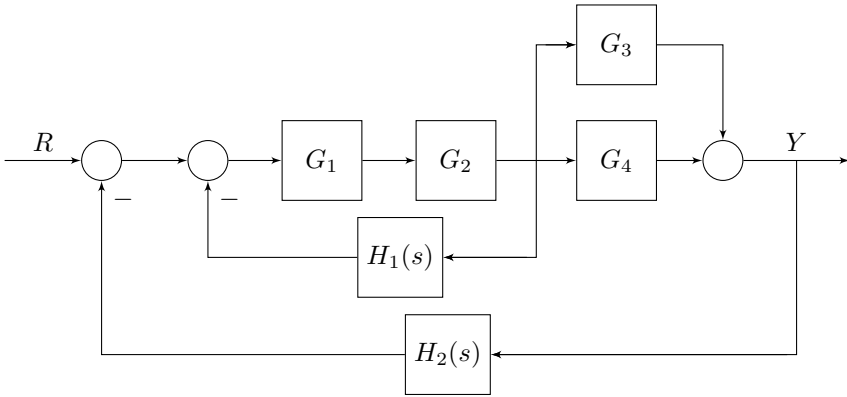 G₃
R
G₁
G₂
G₄
Y
−
−
H₁(s)
H₂(s)